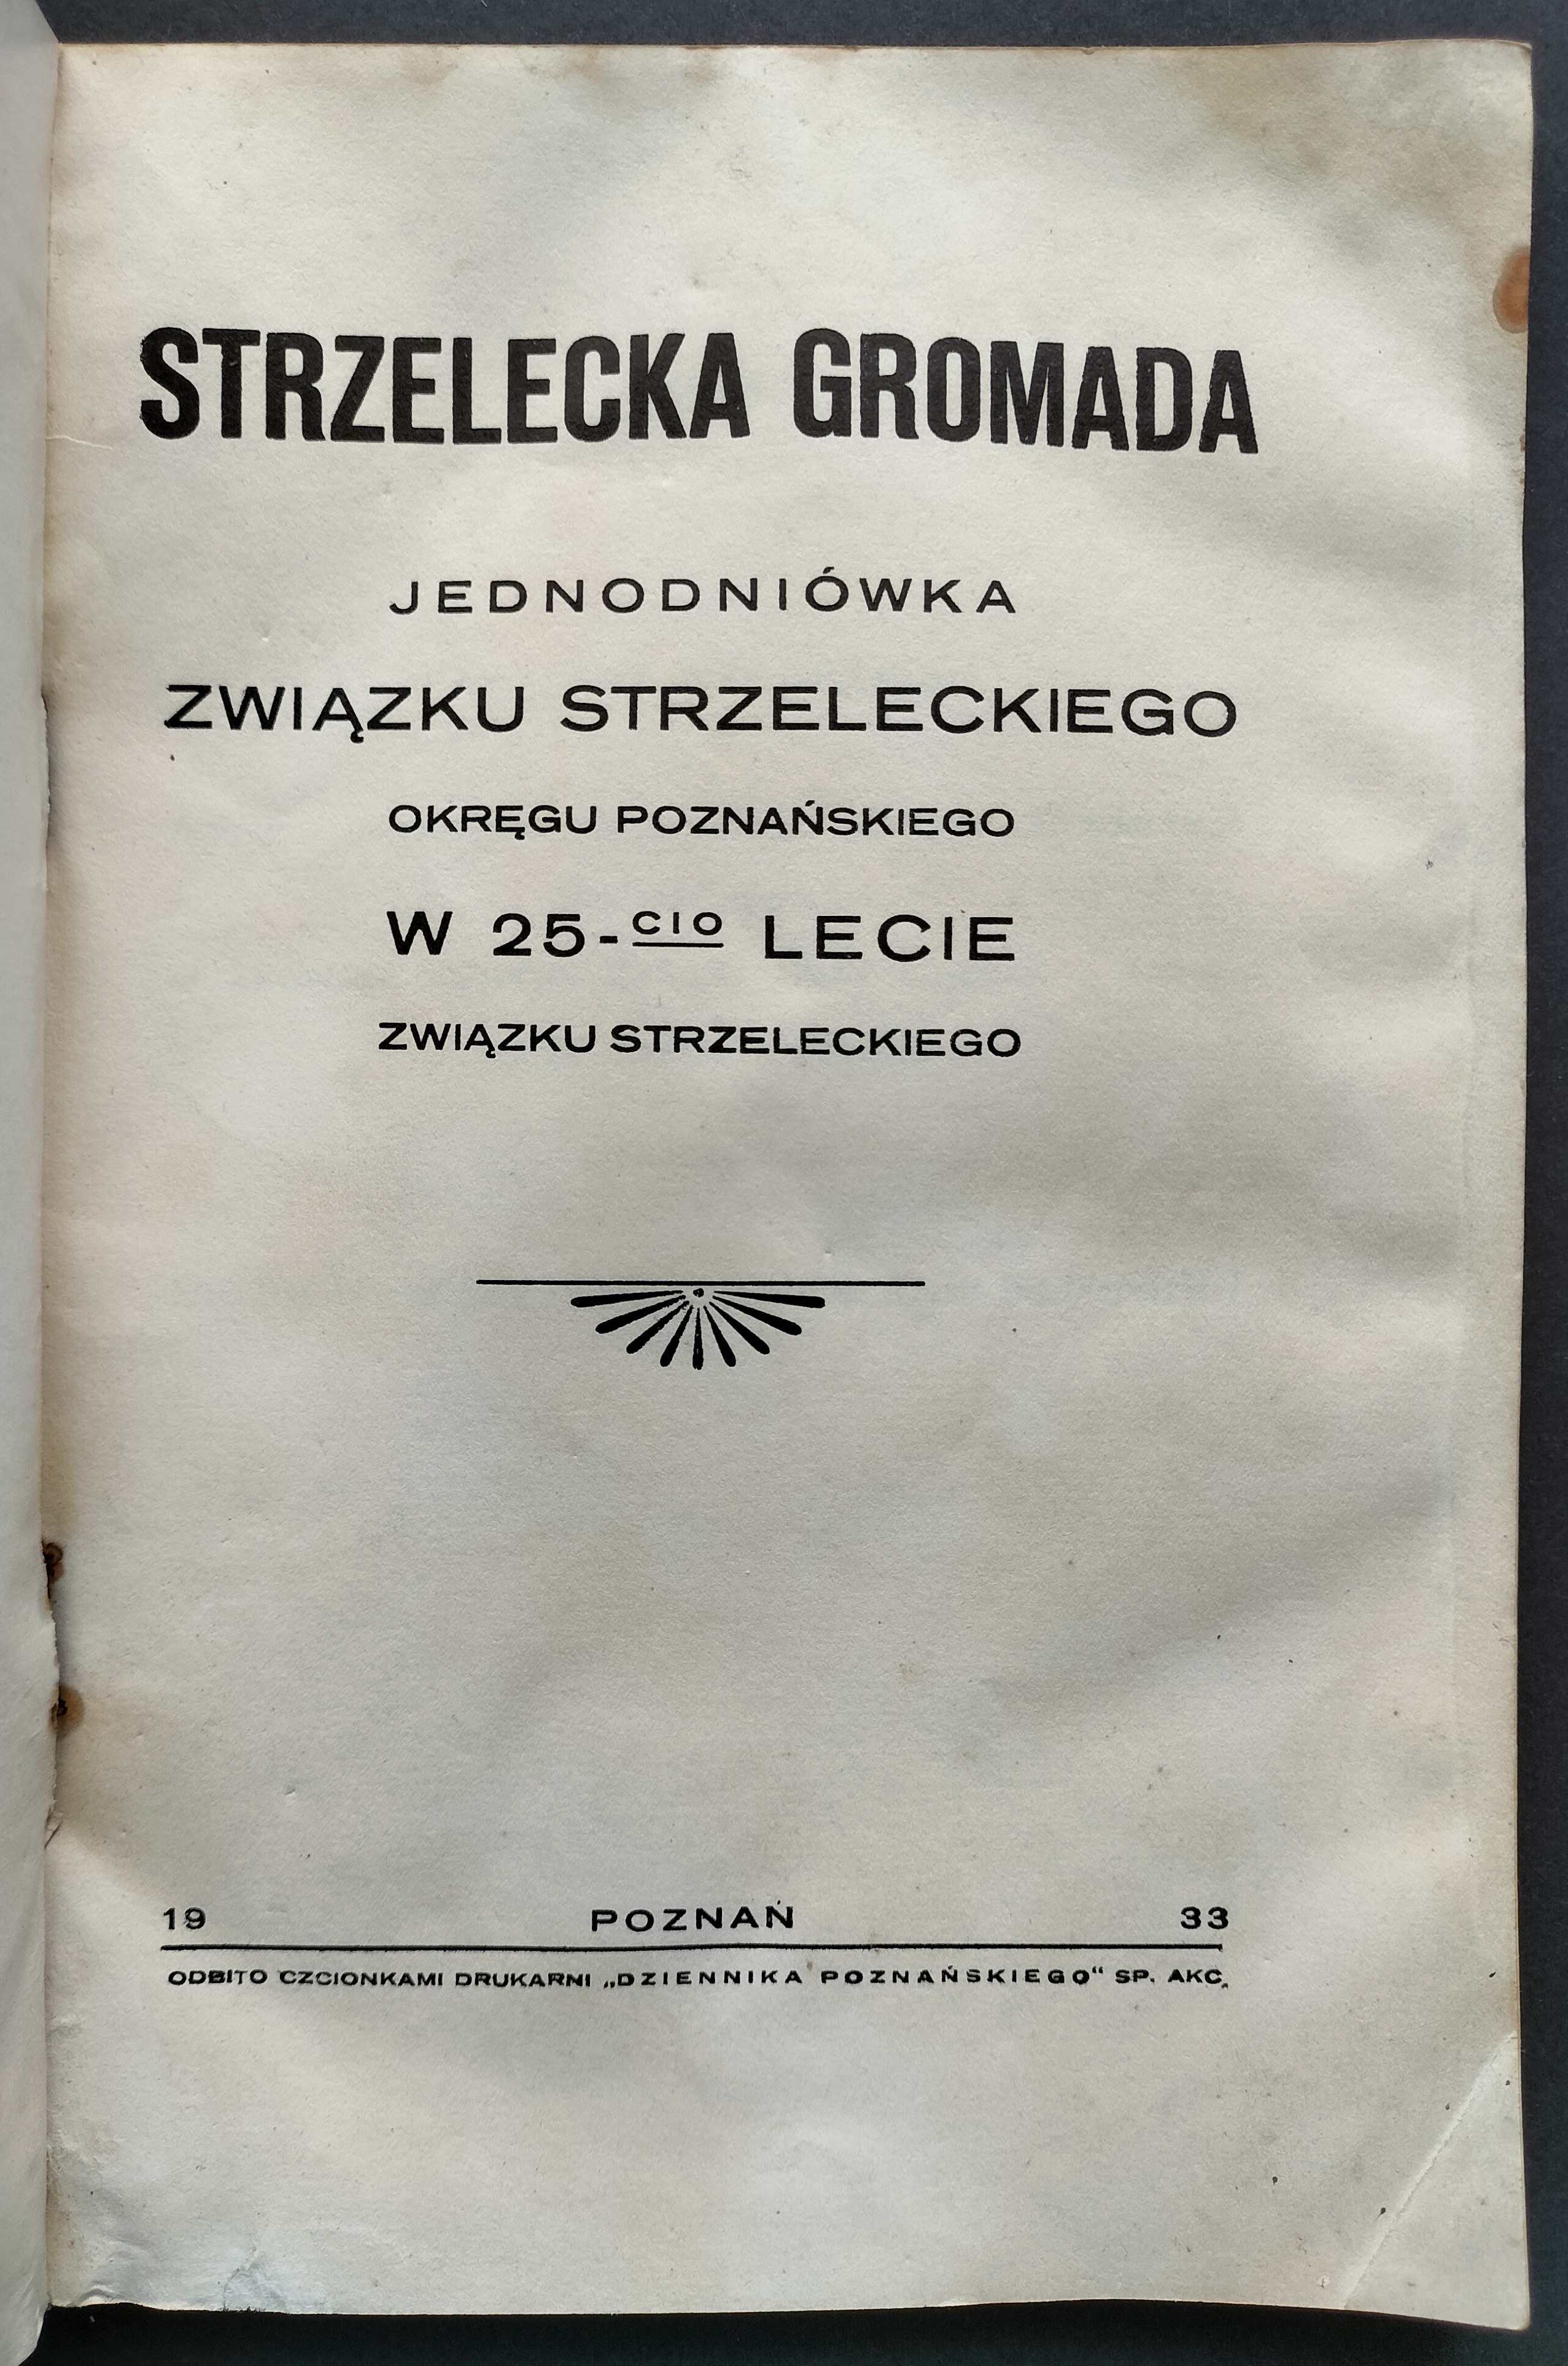 STRZELECKA GROMADA
JEDNODNIÓWKA
ZWIĄZKU STRZELECKIEGO
OKRĘGU POZNAŃSKIEGO
W 25-CIO LECIE
ZWIĄZKU STRZELECKIEGO
19 POZNAŃ 33
ODBITO CZCIONKAMI DRUKARNI „DZIENNIKA POZNAŃSKIEGO“ SP. AKC.